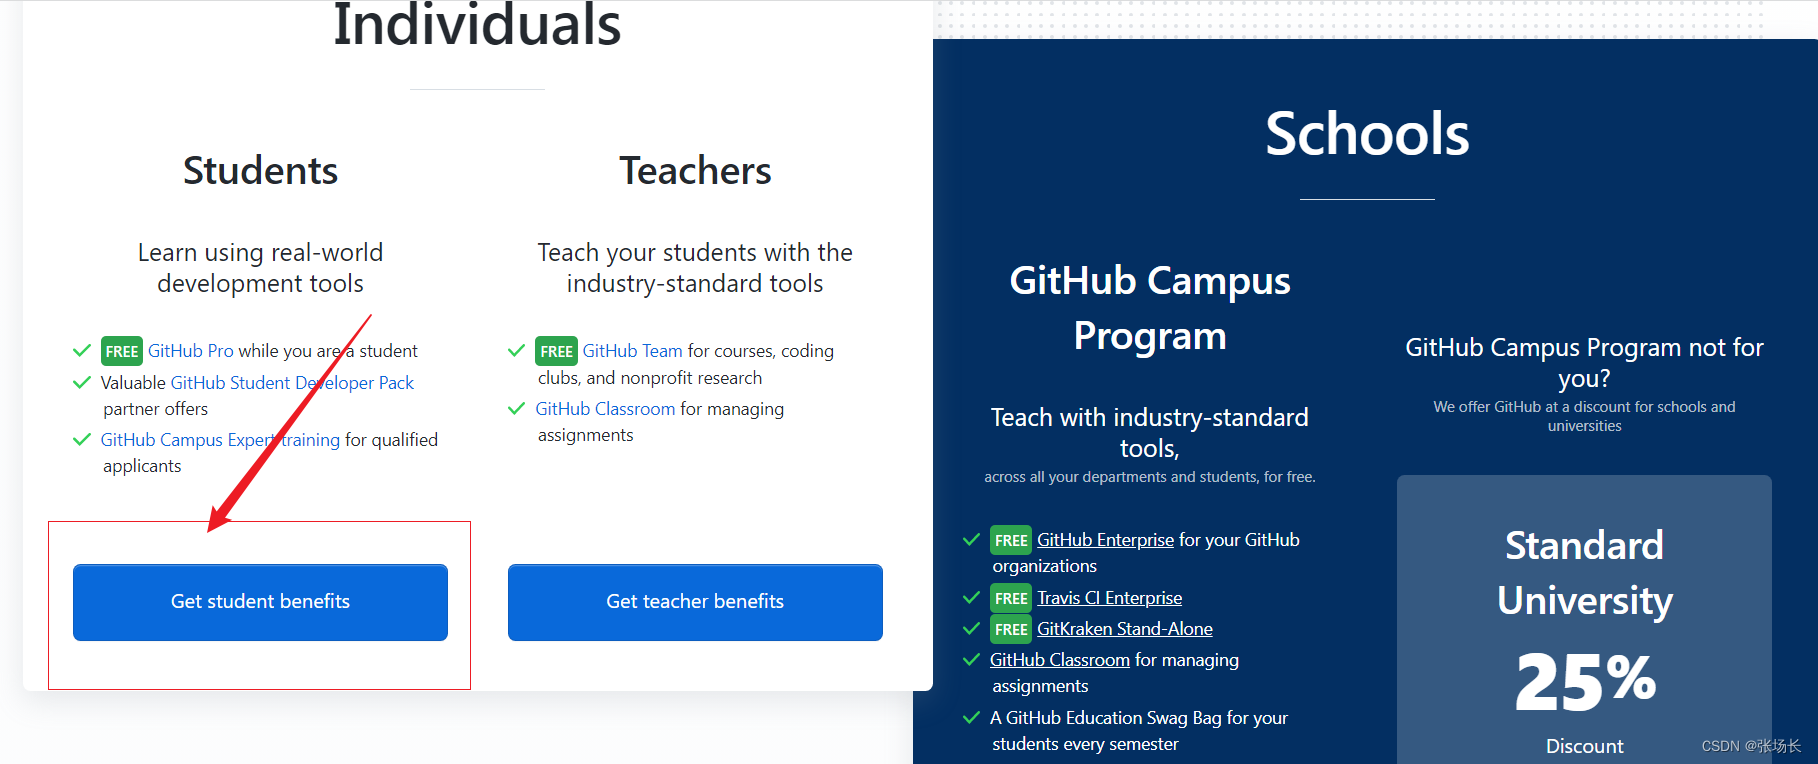 Individuals
Students
Learn using real-world
development tools
FREE GitHub Pro while you are a student
Valuable GitHub Student Developer Pack
partner offers
GitHub Campus Expert training for qualified
applicants
Get student benefits
Teachers
Teach your students with the
industry-standard tools
FREE GitHub Team for courses, coding
clubs, and nonprofit research
GitHub Classroom for managing
assignments
Get teacher benefits
Schools
GitHub Campus
Program
Teach with industry-standard
tools,
across all your departments and students, for free.
FREE GitHub Enterprise for your GitHub
organizations
FREE Travis CI Enterprise
FREE GitKraken Stand-Alone
GitHub Classroom for managing
assignments
A GitHub Education Swag Bag for your
students every semester
GitHub Campus Program not for
you?
We offer GitHub at a discount for schools and
universities
Standard
University
25%
Discount
CSDN @张场长